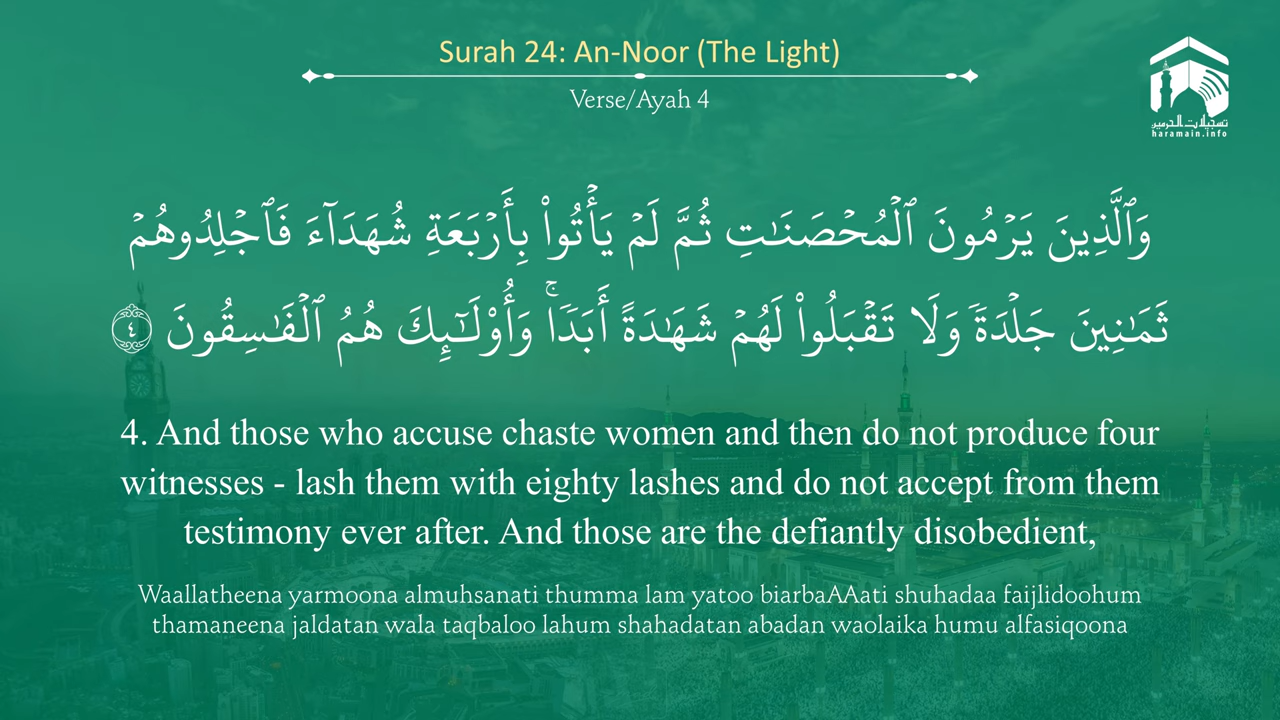 Surah 24: An-Noor (The Light)
Verse/Ayah 4
تسجيلات الحرمين
haramain.info
وَٱلَّذِينَ يَرْمُونَ ٱلْمُحْصَنَٰتِ ثُمَّ لَمْ يَأْتُوا۟ بِأَرْبَعَةِ شُهَدَآءَ فَٱجْلِدُوهُمْ
ثَمَٰنِينَ جَلْدَةً وَلَا تَقْبَلُوا۟ لَهُمْ شَهَٰدَةً أَبَدًا ۚ وَأُو۟لَٰٓئِكَ هُمُ ٱلْفَٰسِقُونَ ٤
4. And those who accuse chaste women and then do not produce four
witnesses - lash them with eighty lashes and do not accept from them
testimony ever after. And those are the defiantly disobedient,
Waallatheena yarmoona almuhsanati thumma lam yatoo biarbaAAati shuhadaa faijlidoohum
thamaneena jaldatan wala taqbaloo lahum shahadatan abadan waolaika humu alfasiqoona